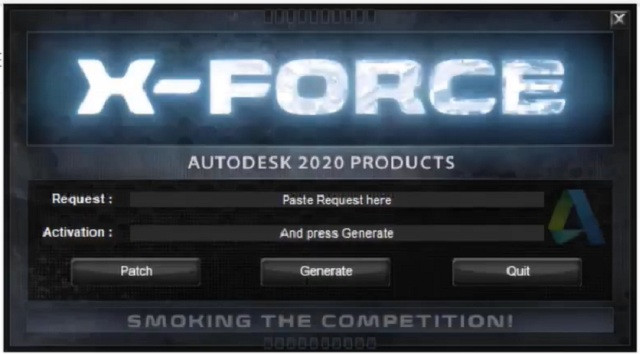 X-FORCE
AUTODESK 2020 PRODUCTS
Request : Paste Request here
Activation : And press Generate
Patch Generate Quit
SMOKING THE COMPETITION!